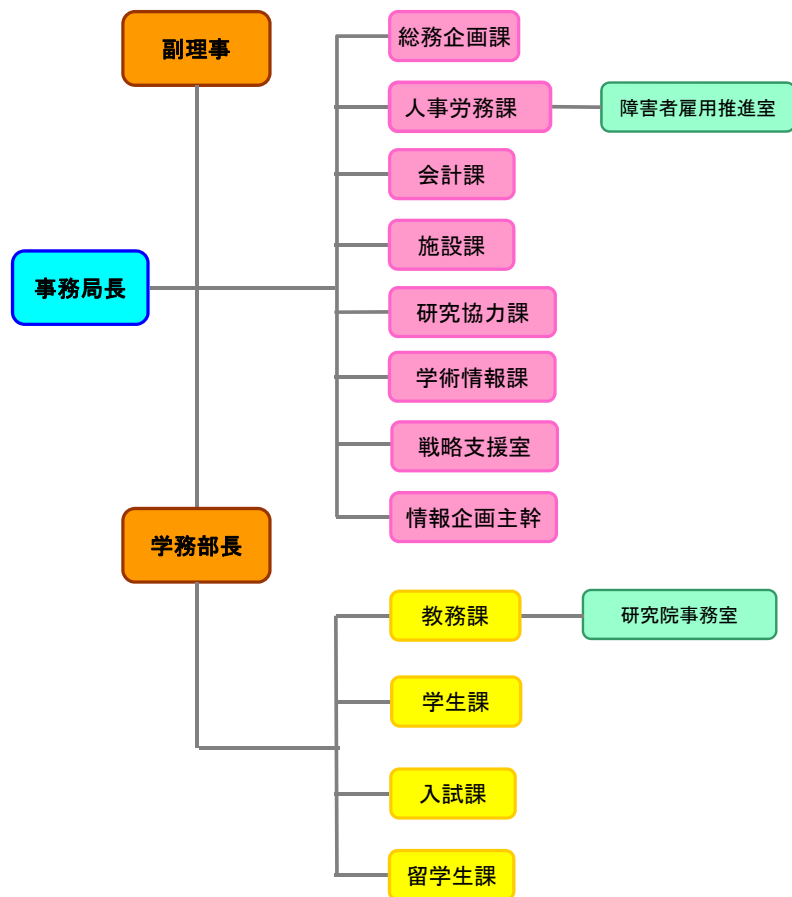 副理事
事務局長
学務部長
総務企画課
人事労務課
障害者雇用推進室
会計課
施設課
研究協力課
学術情報課
戦略支援室
情報企画主幹
教務課
研究院事務室
学生課
入試課
留学生課